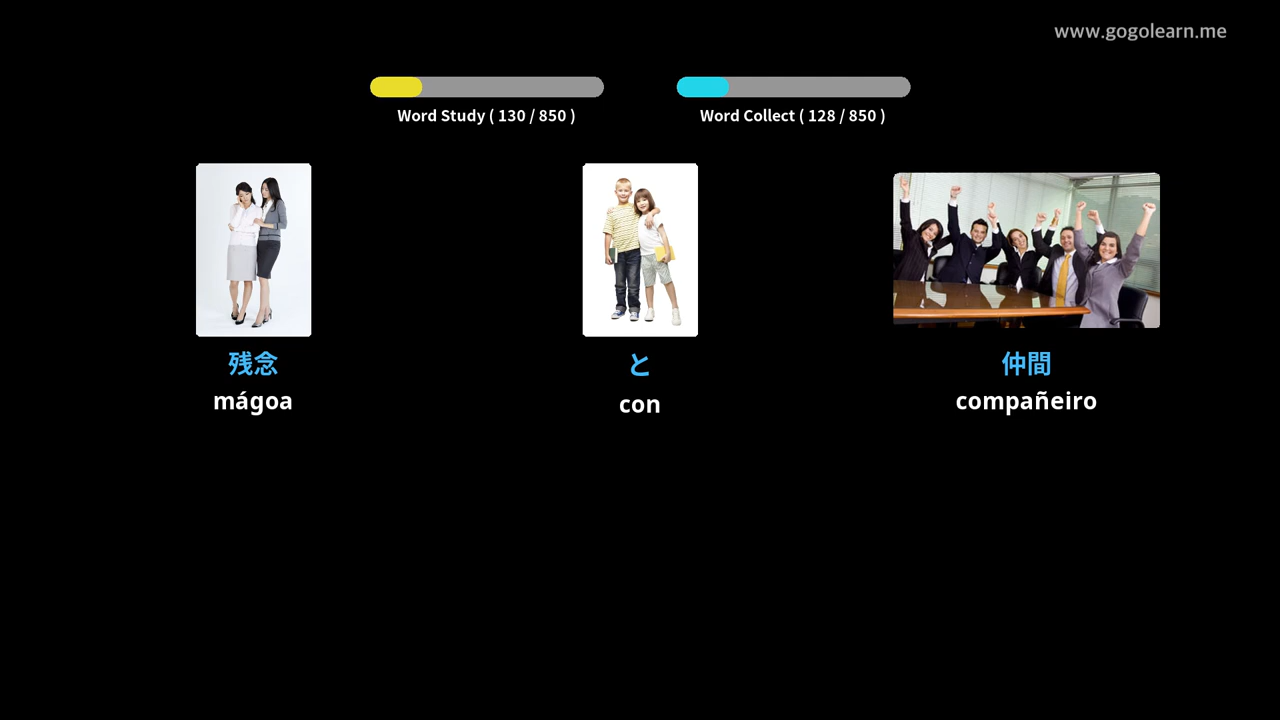 www.gogolearn.me
Word Study ( 130 / 850 )
Word Collect ( 128 / 850 )
残念
と
仲間
mágoa
con
compañeiro